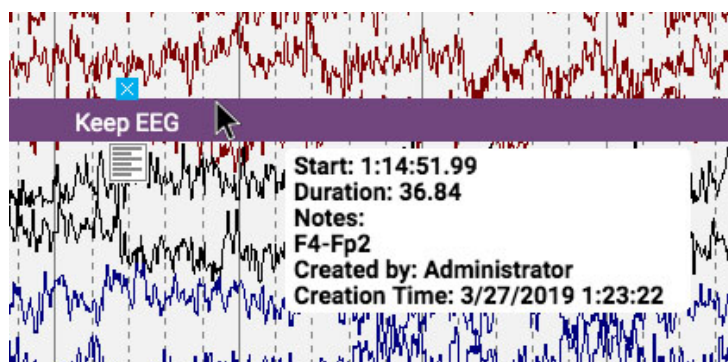 Keep EEG
Start: 1:14:51.99
Duration: 36.84
Notes:
F4-Fp2
Created by: Administrator
Creation Time: 3/27/2019 1:23:22